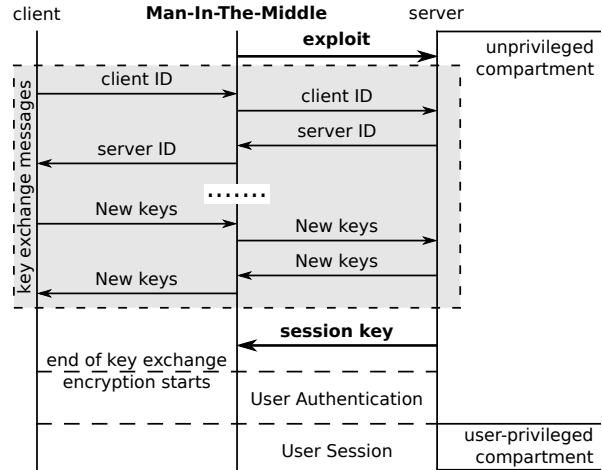 client
Man-In-The-Middle
server
exploit
unprivileged
compartment
key exchange messages
client ID
client ID
server ID
server ID
.......
New keys
New keys
New keys
New keys
session key
end of key exchange
encryption starts
User Authentication
User Session
user-privileged
compartment